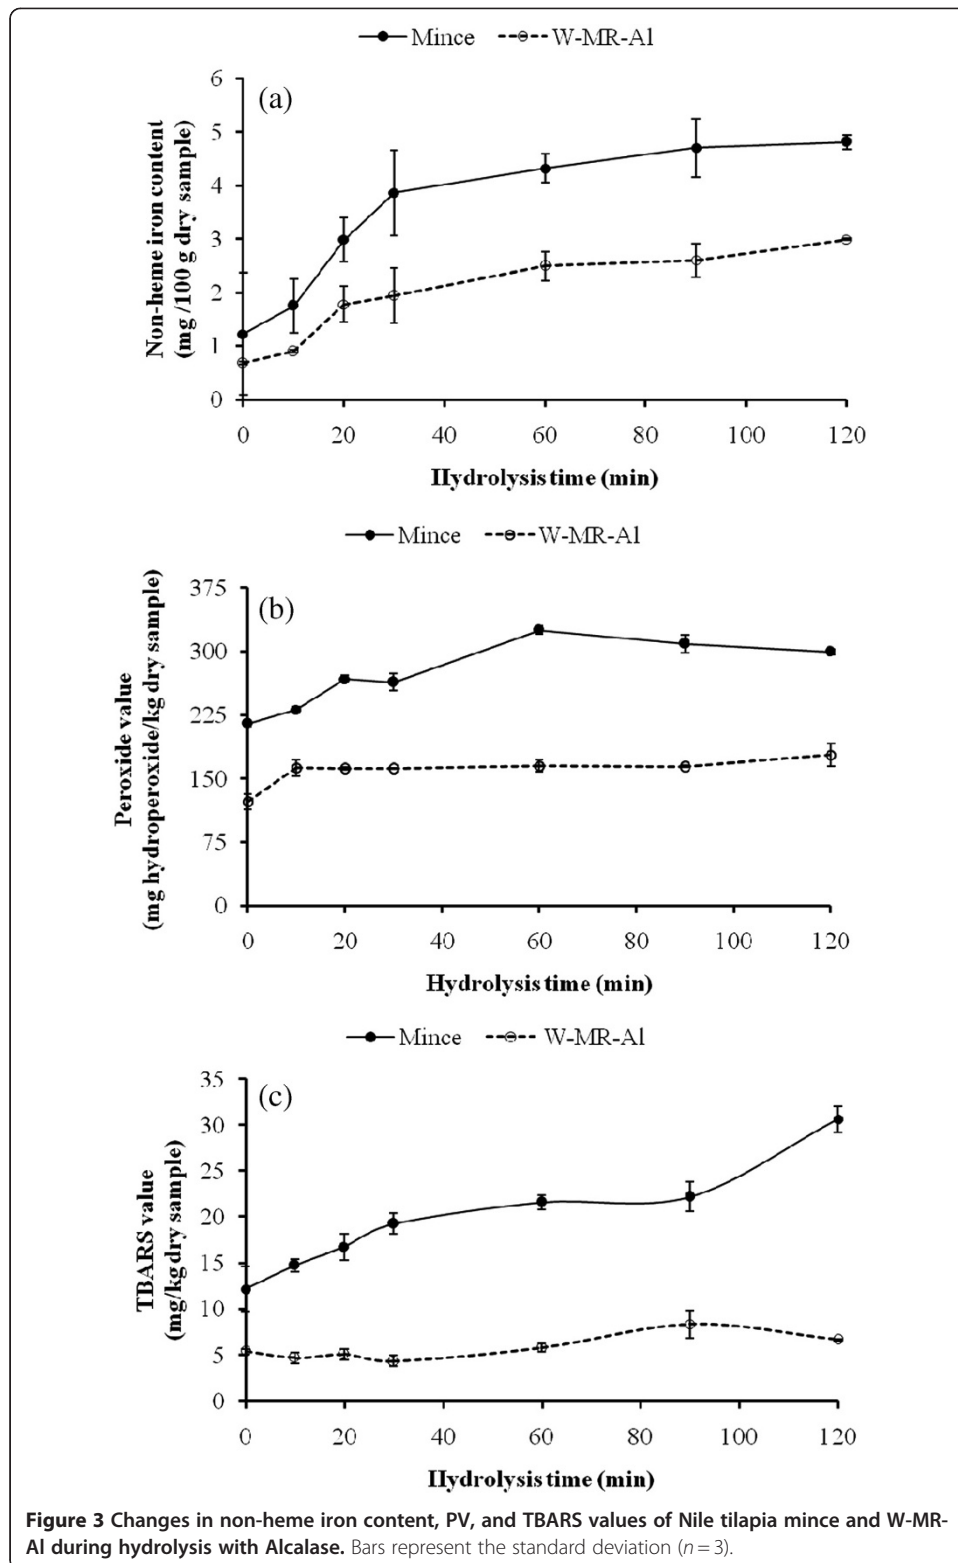 Mince W-MR-Al
(a)
6
5
4
3
2
1
0
Non-heme iron content
(mg /100 g dry sample)
0 20 40 60 80 100 120
Hydrolysis time (min)
Mince W-MR-Al
(b)
375
300
225
150
75
0
Peroxide value
(mg hydroperoxide/kg dry sample)
0 20 40 60 80 100 120
Hydrolysis time (min)
Mince W-MR-Al
(c)
35
30
25
20
15
10
5
0
TBARS value
(mg/kg dry sample)
0 20 40 60 80 100 120
Hydrolysis time (min)
Figure 3 Changes in non-heme iron content, PV, and TBARS values of Nile tilapia mince and W-MR-
Al during hydrolysis with Alcalase. Bars represent the standard deviation (n = 3).